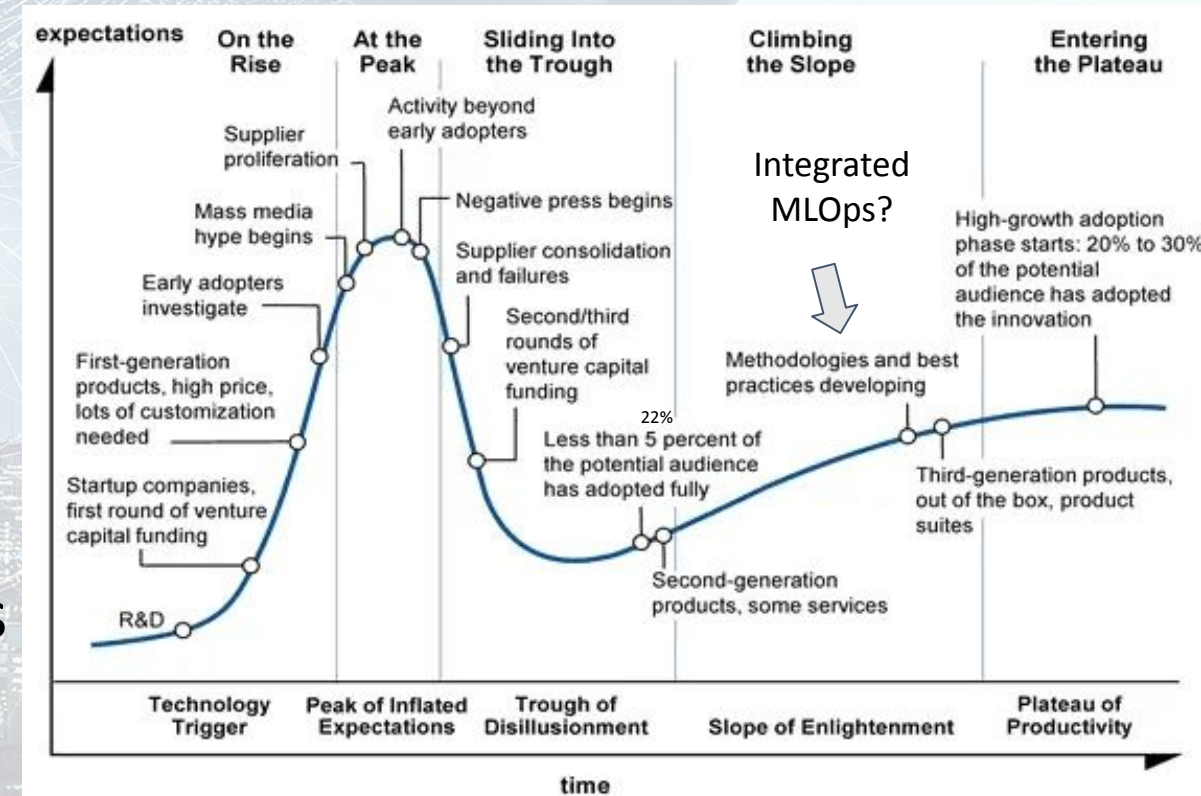 expectations
On the
Rise
At the
Peak
Sliding Into
the Trough
Climbing
the Slope
Entering
the Plateau
Activity beyond
early adopters
Supplier
proliferation
Mass media
hype begins
Early adopters
investigate
First-generation
products, high price,
lots of customization
needed
Startup companies,
first round of venture
capital funding
R&D
Negative press begins
Supplier consolidation
and failures
Second/third
rounds of
venture capital
funding
22%
Less than 5 percent of
the potential audience
has adopted fully
Second-generation
products, some services
Integrated
MLOps?
Methodologies and best
practices developing
Third-generation products,
out of the box, product
suites
High-growth adoption
phase starts: 20% to 30%
of the potential
audience has adopted
the innovation
s
Technology
Trigger
Peak of Inflated
Expectations
Trough of
Disillusionment
Slope of Enlightenment
Plateau of
Productivity
time